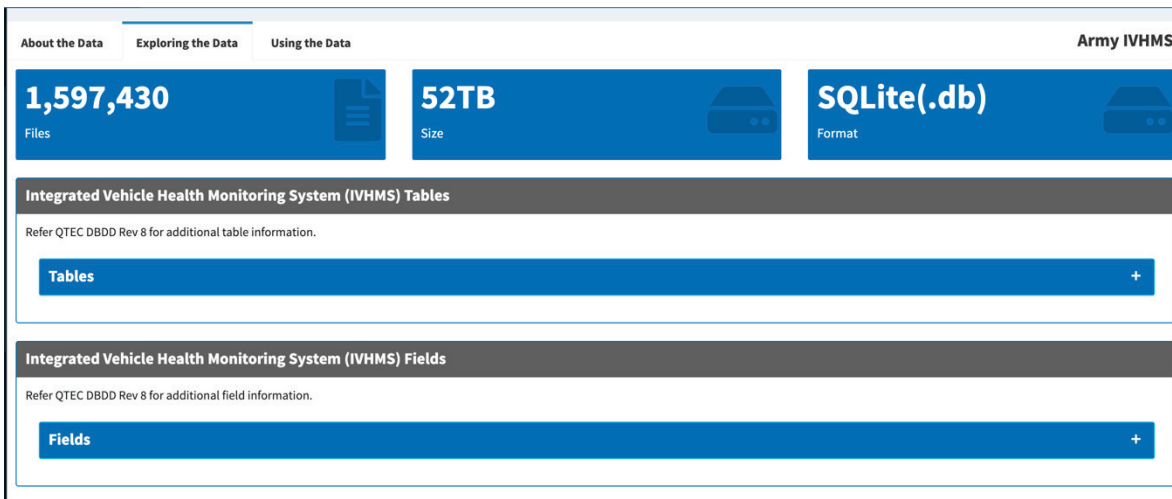 About the Data Exploring the Data Using the Data Army IVHMS
1,597,430 52TB SQLite(.db)
Files Size Format
Integrated Vehicle Health Monitoring System (IVHMS) Tables
Refer QTEC DBDD Rev 8 for additional table information.
Tables +
Integrated Vehicle Health Monitoring System (IVHMS) Fields
Refer QTEC DBDD Rev 8 for additional field information.
Fields +